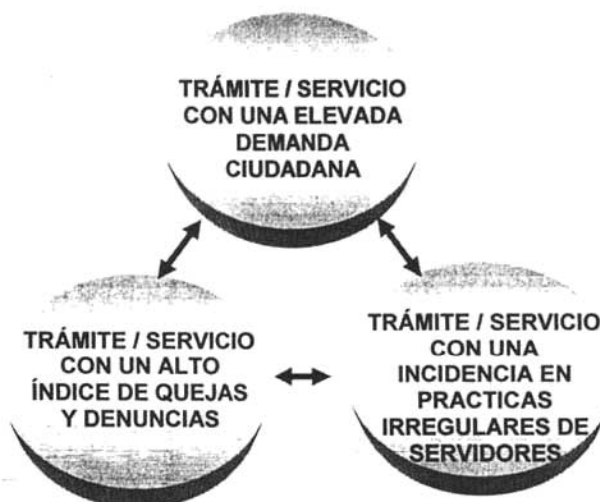 TRÁMITE / SERVICIO
CON UNA ELEVADA
DEMANDA
CIUDADANA
TRÁMITE / SERVICIO
CON UN ALTO
ÍNDICE DE QUEJAS
Y DENUNCIAS
TRÁMITE / SERVICIO
CON UNA
INCIDENCIA EN
PRACTICAS
IRREGULARES DE
SERVIDORES